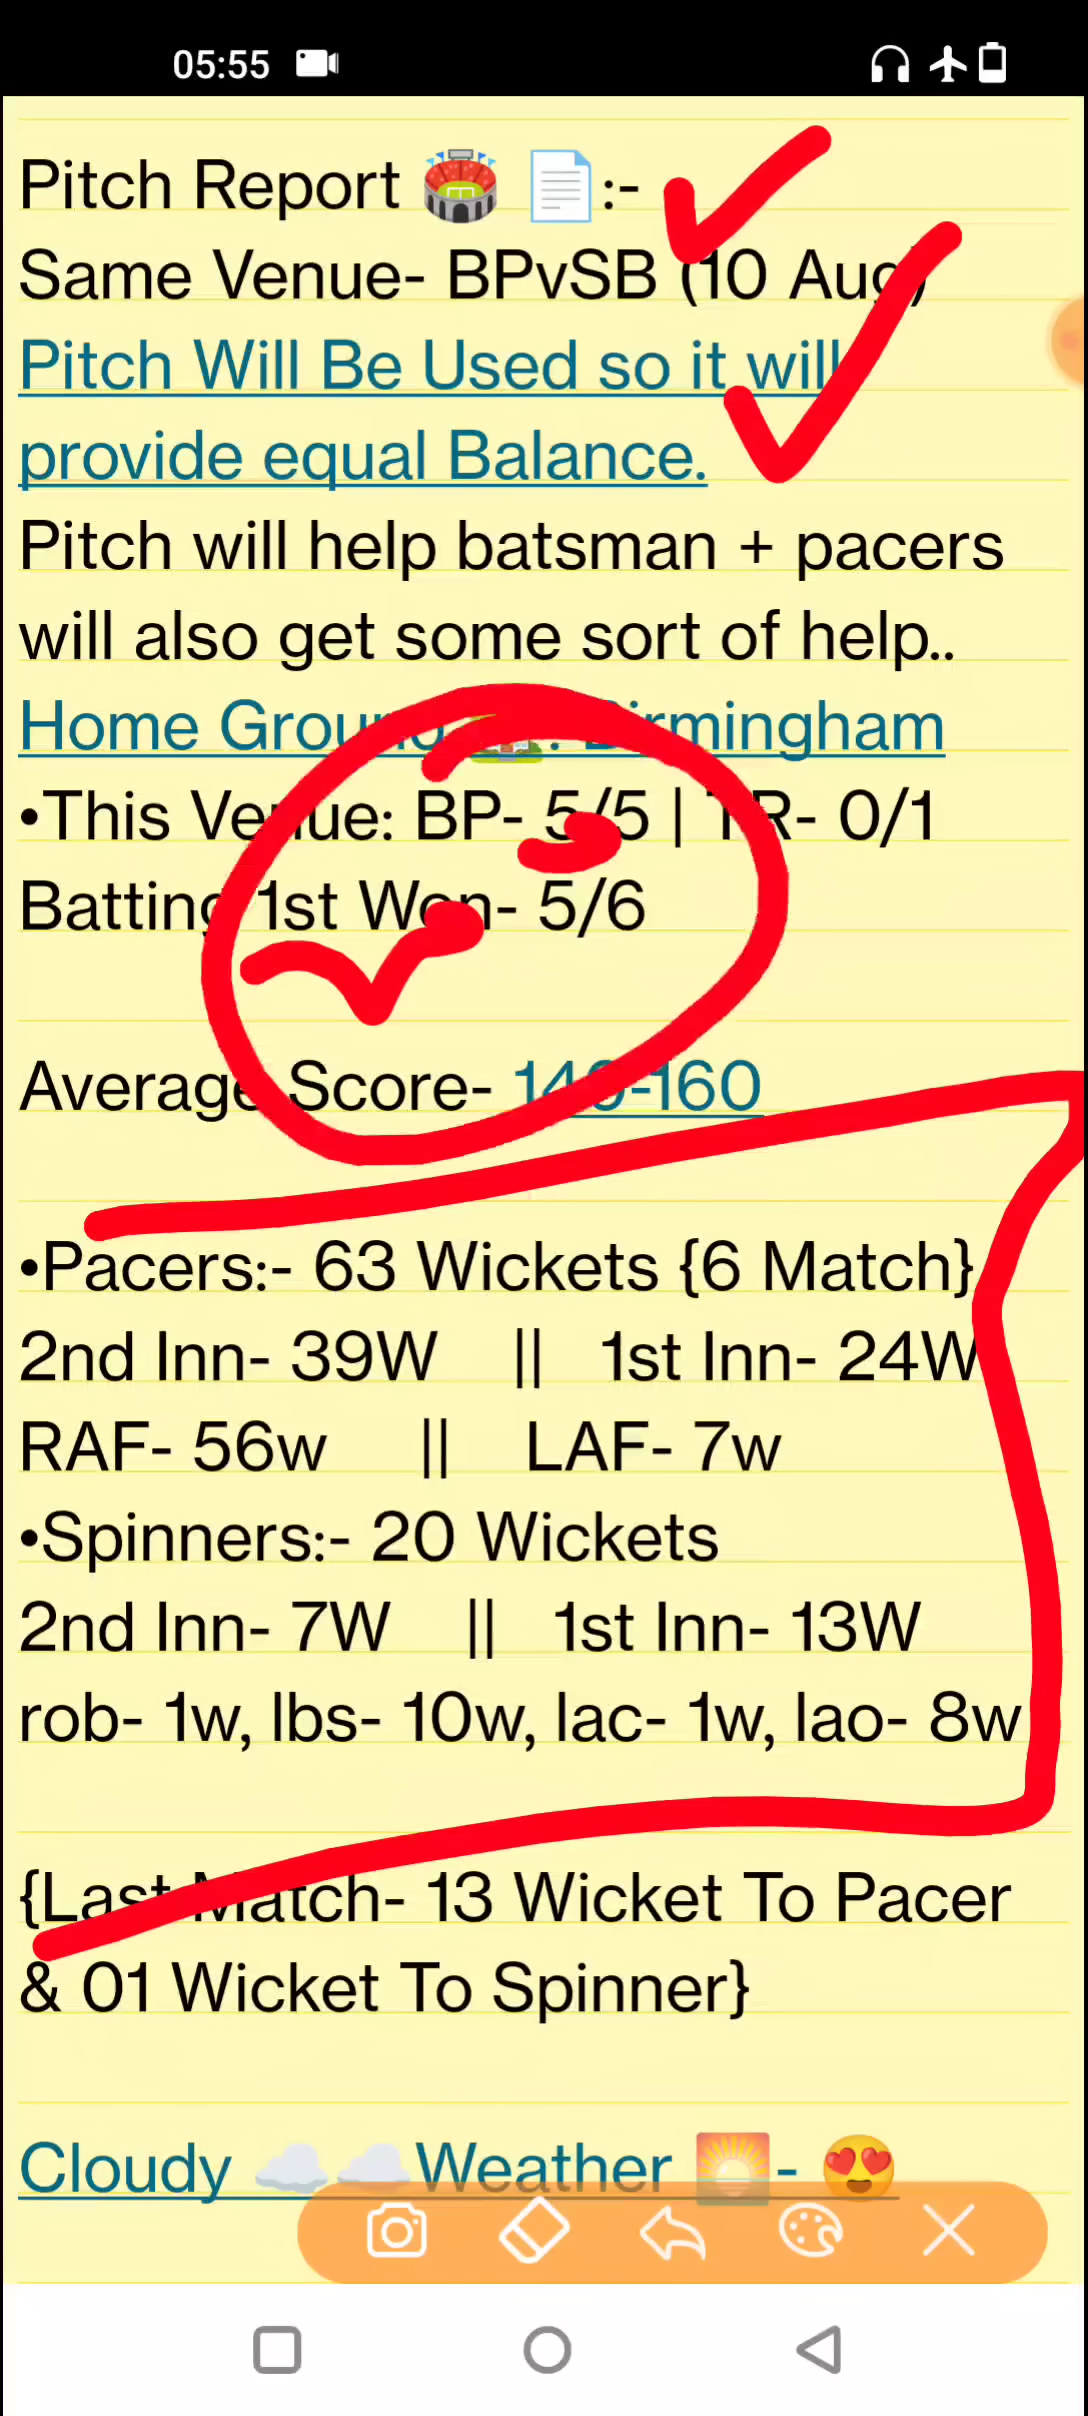 05:55
Pitch Report 🏟️ 📄:-
Same Venue- BPvSB (10 Aug)
Pitch Will Be Used so it will
provide equal Balance.
Pitch will help batsman + pacers
will also get some sort of help..
Home Ground 🏡: Birmingham
•This Venue: BP- 5/5 | TR- 0/1
Batting 1st Won- 5/6
Average Score- 140-160
•Pacers:- 63 Wickets {6 Match}
2nd Inn- 39W || 1st Inn- 24W
RAF- 56w || LAF- 7w
•Spinners:- 20 Wickets
2nd Inn- 7W || 1st Inn- 13W
rob- 1w, lbs- 10w, lac- 1w, lao- 8w
{Last Match- 13 Wicket To Pacer
& 01 Wicket To Spinner}
Cloudy ☁️☁️Weather 🌅- 😍